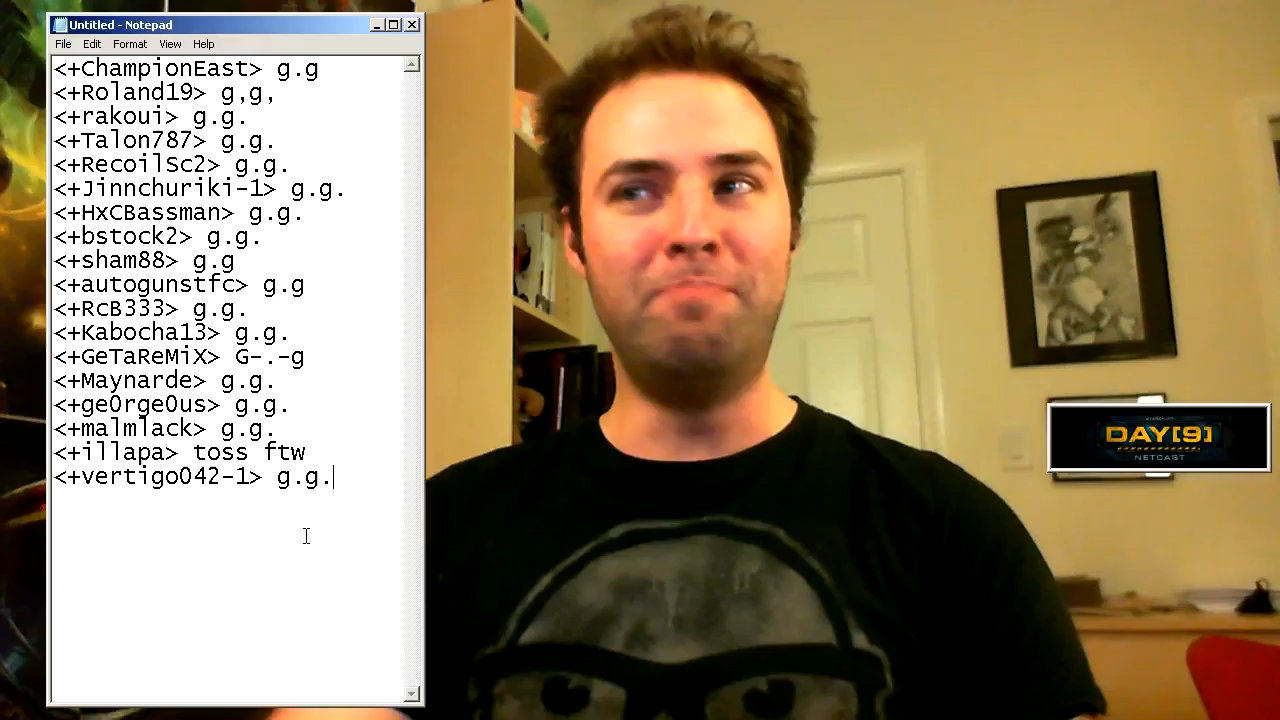 Untitled - Notepad
File Edit Format View Help
<+ChampionEast> g.g
<+Roland19> g,g,
<+rakoui> g.g.
<+Talon787> g.g.
<+RecoilSc2> g.g.
<+Jinnchuriki-1> g.g.
<+HxCBassman> g.g.
<+bstock2> g.g.
<+sham88> g.g
<+autogunstfc> g.g
<+RcB333> g.g.
<+Kabocha13> g.g.
<+GeTaReMiX> G-.-g
<+Maynarde> g.g.
<+ge0rge0us> g.g.
<+malmlack> g.g.
<+illapa> toss ftw
<+vertigo042-1> g.g.
DAY[9]
NETCAST